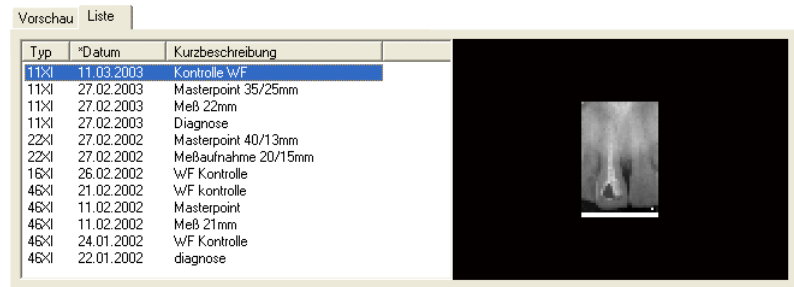 Vorschau Liste
Typ *Datum Kurzbeschreibung
11XI 11.03.2003 Kontrolle WF
11XI 27.02.2003 Masterpoint 35/25mm
11XI 27.02.2003 Meß 22mm
11XI 27.02.2003 Diagnose
22XI 27.02.2002 Masterpoint 40/13mm
22XI 27.02.2002 Meßaufnahme 20/15mm
16XI 26.02.2002 WF Kontrolle
46XI 21.02.2002 WF Kontrolle
46XI 11.02.2002 Masterpoint
46XI 11.02.2002 Meß 21mm
46XI 24.01.2002 WF Kontrolle
46XI 22.01.2002 diagnose